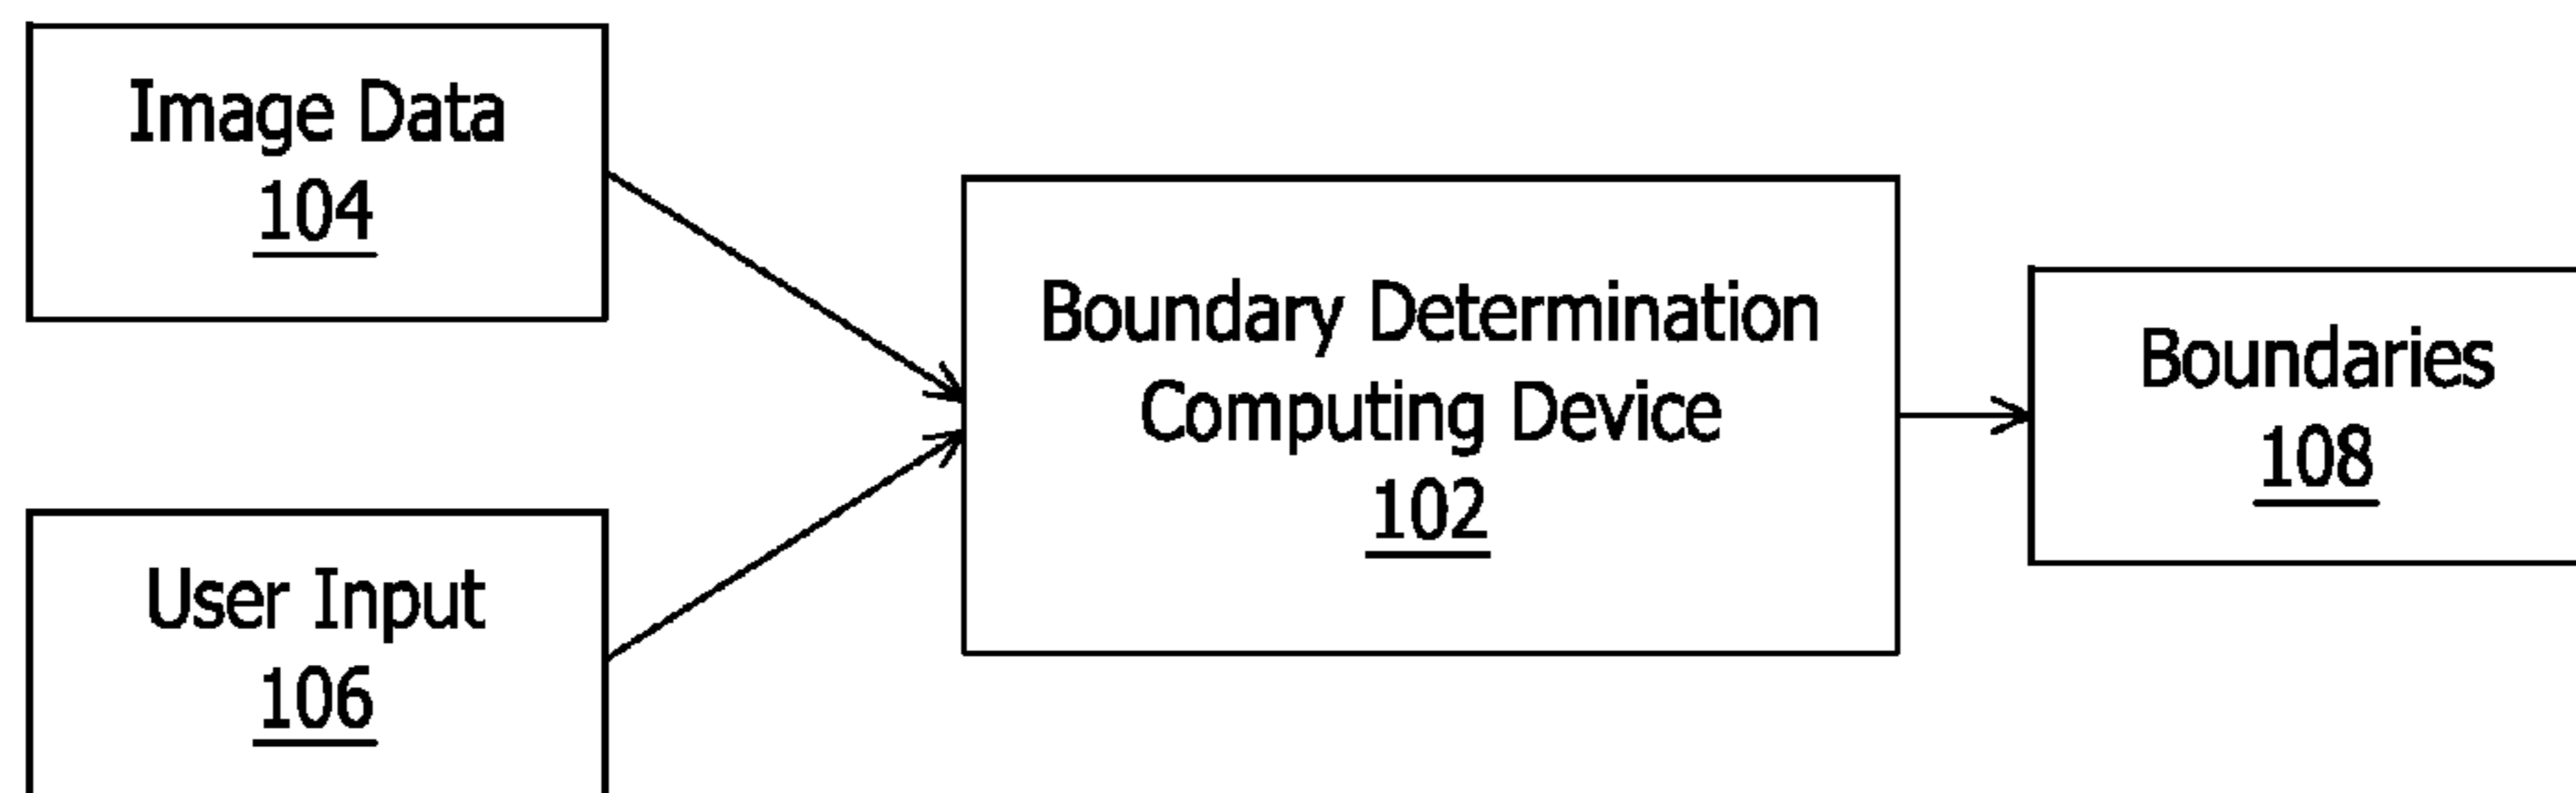 Image Data
104
User Input
106
Boundary Determination
Computing Device
102
Boundaries
108